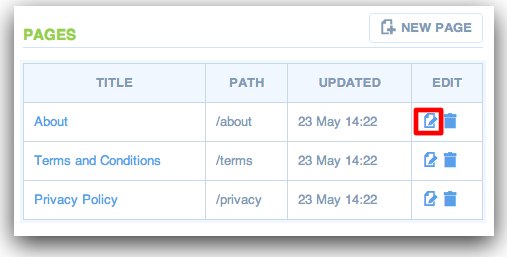 PAGES
NEW PAGE
TITLE PATH UPDATED EDIT
About /about 23 May 14:22
Terms and Conditions /terms 23 May 14:22
Privacy Policy /privacy 23 May 14:22